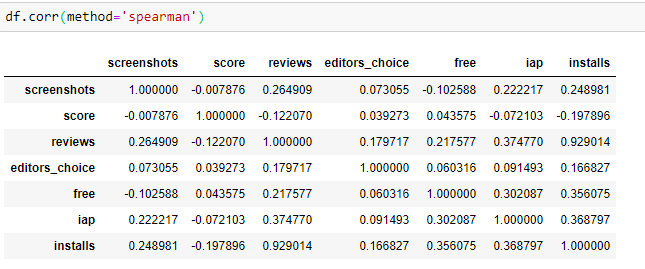 df.corr(method='spearman')
screenshots score reviews editors_choice free iap installs
screenshots 1.000000 -0.007876 0.264909 0.073055 -0.102588 0.222217 0.248981
score -0.007876 1.000000 -0.122070 0.039273 0.043575 -0.072103 -0.197896
reviews 0.264909 -0.122070 1.000000 0.179717 0.217577 0.374770 0.929014
editors_choice 0.073055 0.039273 0.179717 1.000000 0.060316 0.091493 0.166827
free -0.102588 0.043575 0.217577 0.060316 1.000000 0.302087 0.356075
iap 0.222217 -0.072103 0.374770 0.091493 0.302087 1.000000 0.368797
installs 0.248981 -0.197896 0.929014 0.166827 0.356075 0.368797 1.000000